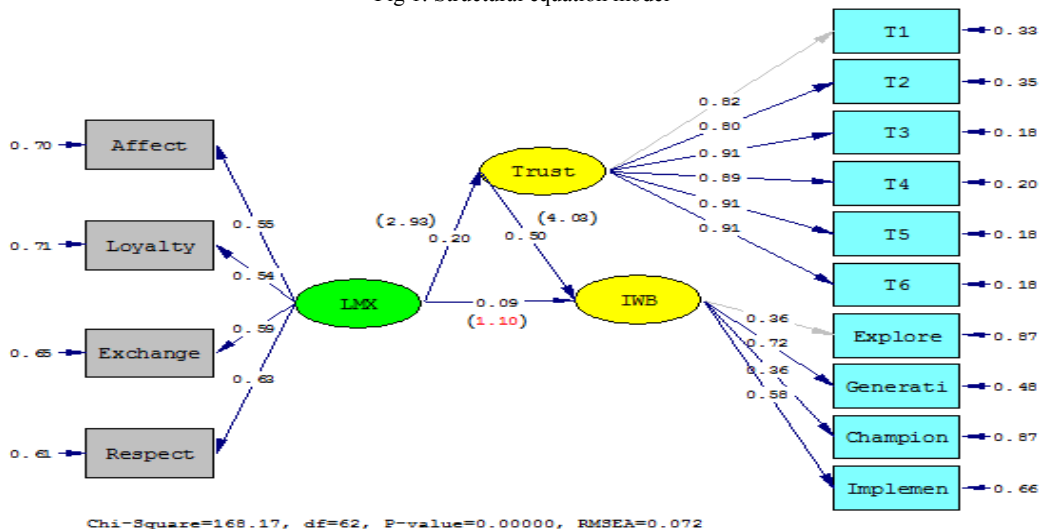 Fig 1. Structural equation model
T1
0.33
T2
0.35
T3
0.18
T4
0.20
T5
0.18
T6
0.18
0.82
0.80
0.91
0.89
0.91
0.91
0.70
Affect
0.71
Loyalty
0.65
Exchange
0.61
Respect
0.55
0.54
0.59
0.63
LMX
Trust
(2.93)
0.20
(4.03)
0.50
0.09
(1.10)
IWB
0.36
0.72
0.36
0.58
Explore
0.87
Generati
0.48
Champion
0.87
Implemen
0.66
Chi-Square=168.17, df=62, P-value=0.00000, RMSEA=0.072